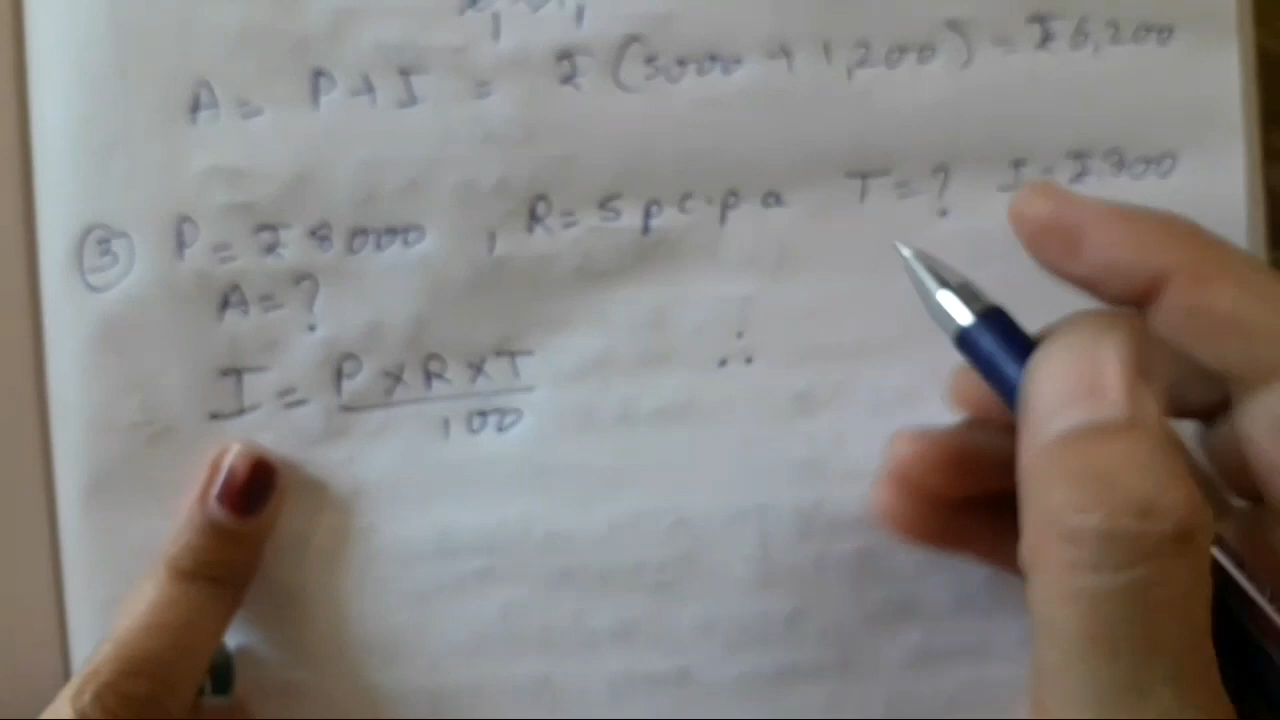 A = P + I = ₹ (5000 + 1,200) = ₹ 6,200
③ P = ₹ 8000 , R = 5 p c . p a T = ? I = ₹ 800
A = ?
I = P × R × T
100
∴